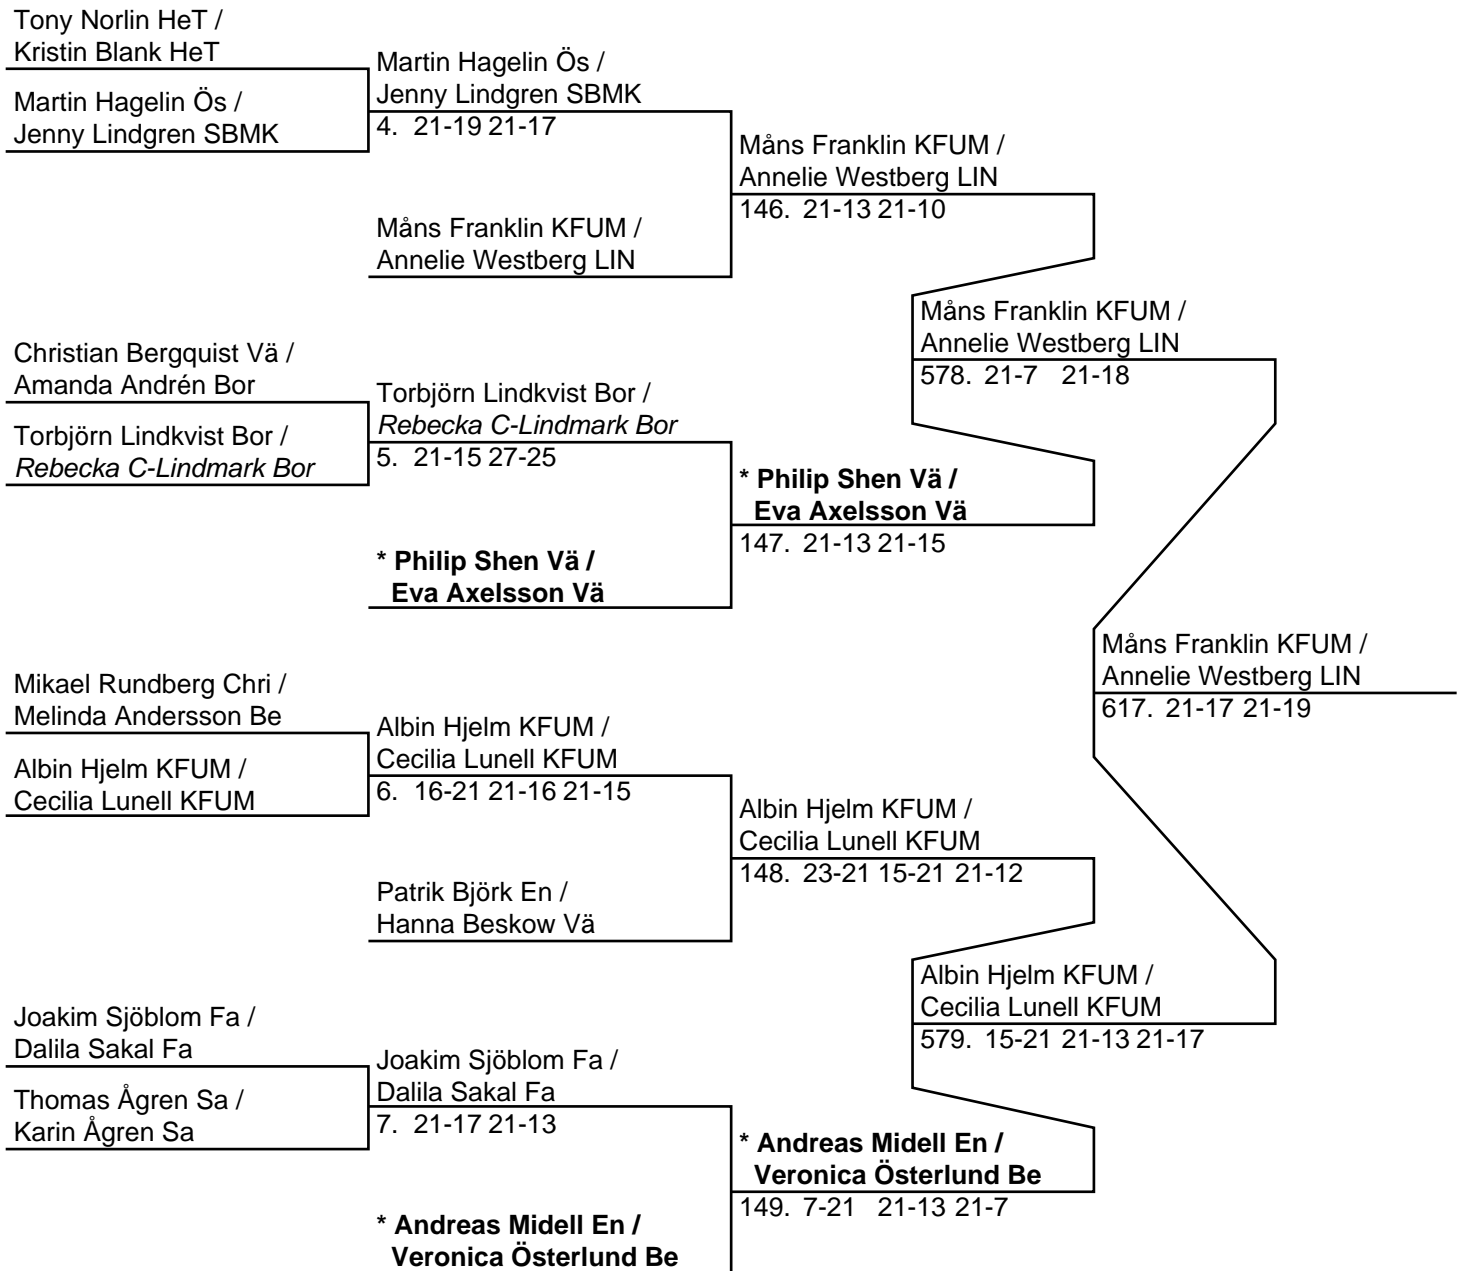 Tony Norlin HeT /
Kristin Blank HeT
Martin Hagelin Ös /
Jenny Lindgren SBMK
Martin Hagelin Ös /
Jenny Lindgren SBMK
4. 21-19 21-17
Måns Franklin KFUM /
Annelie Westberg LIN
Måns Franklin KFUM /
Annelie Westberg LIN
146. 21-13 21-10
Christian Bergquist Vä /
Amanda Andrén Bor
Torbjörn Lindkvist Bor /
Rebecka C-Lindmark Bor
Torbjörn Lindkvist Bor /
Rebecka C-Lindmark Bor
5. 21-15 27-25
* Philip Shen Vä /
Eva Axelsson Vä
* Philip Shen Vä /
Eva Axelsson Vä
147. 21-13 21-15
Måns Franklin KFUM /
Annelie Westberg LIN
578. 21-7 21-18
Mikael Rundberg Chri /
Melinda Andersson Be
Albin Hjelm KFUM /
Cecilia Lunell KFUM
Albin Hjelm KFUM /
Cecilia Lunell KFUM
6. 16-21 21-16 21-15
Patrik Björk En /
Hanna Beskow Vä
Albin Hjelm KFUM /
Cecilia Lunell KFUM
148. 23-21 15-21 21-12
Joakim Sjöblom Fa /
Dalila Sakal Fa
Thomas Ågren Sa /
Karin Ågren Sa
Joakim Sjöblom Fa /
Dalila Sakal Fa
7. 21-17 21-13
* Andreas Midell En /
Veronica Österlund Be
* Andreas Midell En /
Veronica Österlund Be
149. 7-21 21-13 21-7
Albin Hjelm KFUM /
Cecilia Lunell KFUM
579. 15-21 21-13 21-17
Måns Franklin KFUM /
Annelie Westberg LIN
617. 21-17 21-19